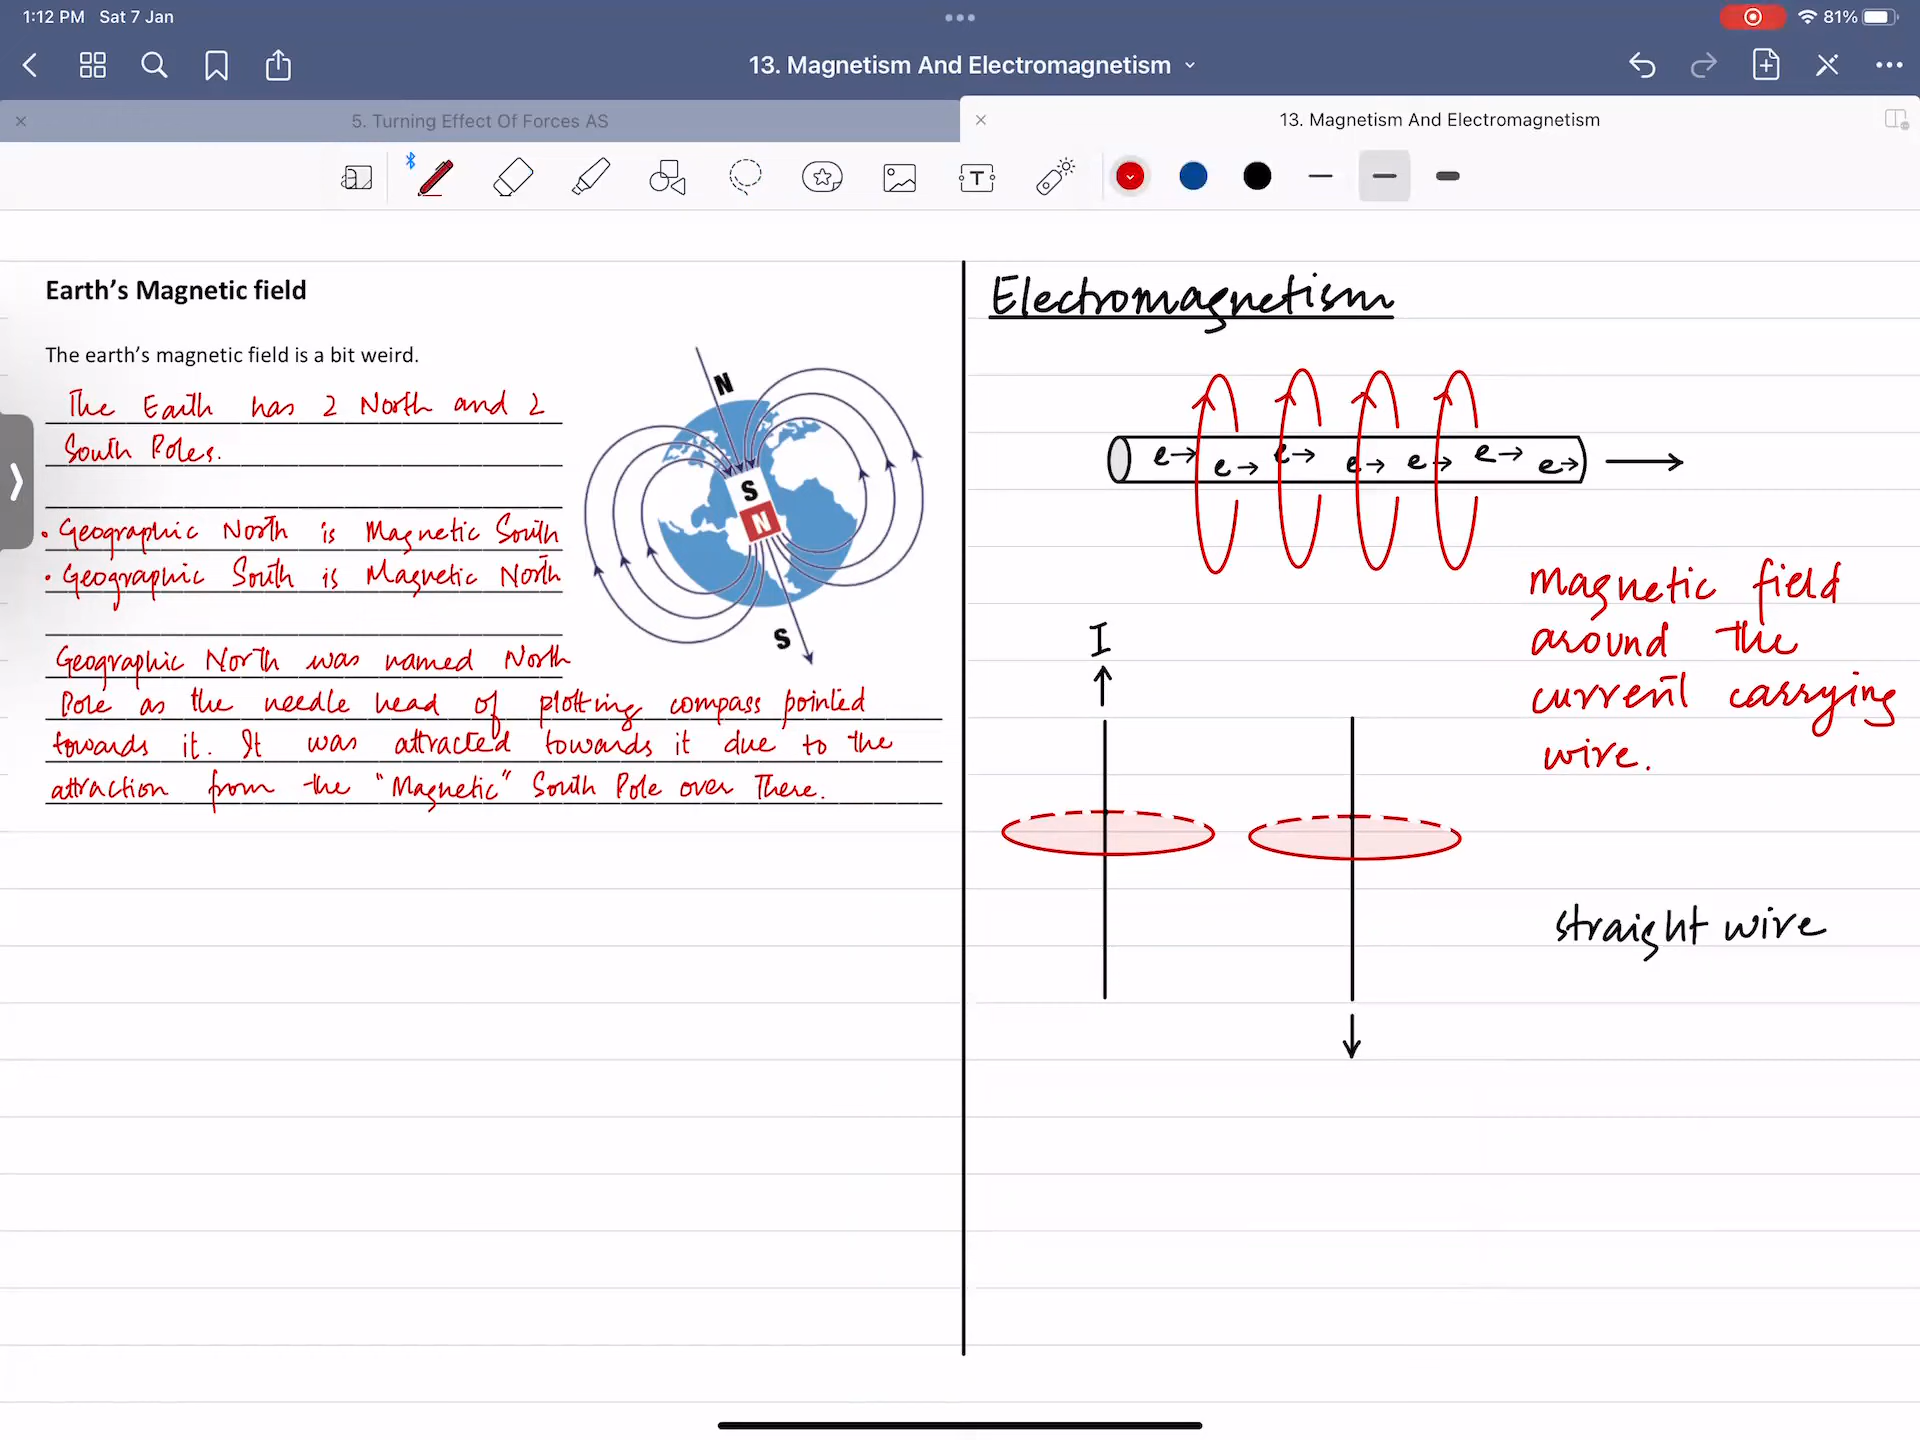 1:12 PM Sat 7 Jan
81%
13. Magnetism And Electromagnetism
5. Turning Effect Of Forces AS
13. Magnetism And Electromagnetism
a
T
Earth's Magnetic field
The earth's magnetic field is a bit weird.
The Earth has 2 North and 2
South Poles.
• Geographic North is Magnetic South
• Geographic South is Magnetic North
Geographic North was named North
Pole as the needle head of plotting compass pointed
towards it. It was attracted towards it due to the
attraction from the "Magnetic" South Pole over There.
N
S
N
S
Electromagnetism
e→ e→ e→ e→ e→ e→ e→
magnetic field
around the
current carrying
wire.
I
straight wire